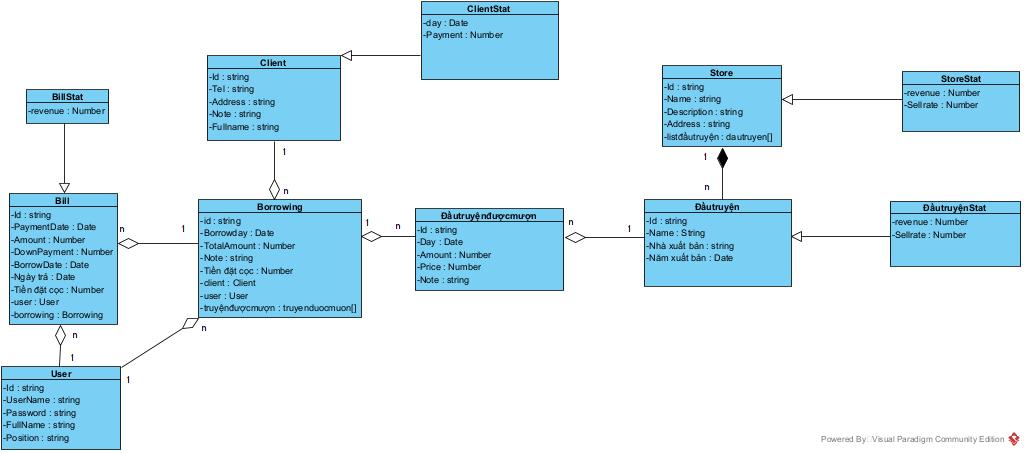 ClientStat
-day : Date
-Payment : Number
Client
-Id : string
-Tel : string
-Address : string
-Note : string
-Fullname : string
1
n
BillStat
-revenue : Number
Store
-Id : string
-Name : string
-Description : string
-Address : string
-listđầutruyện : dautruyen[]
1
n
StoreStat
-revenue : Number
-Sellrate : Number
Bill
-Id : string
-PaymentDate : Date
-Amount : Number
-DownPayment : Number
-BorrowDate : Date
-Ngày trả : Date
-Tiền đặt cọc : Number
-user : User
-borrowing : Borrowing
n
1
Borrowing
-id : string
-Borrowday : Date
-TotalAmount : Number
-Note : string
-Tiền đặt cọc : Number
-client : Client
-user : User
-truyệnđượcmượn : truyenduocmuon[]
1
n
Đầutruyệnđượcmượn
-Id : string
-Day : Date
-Amount : Number
-Price : Number
-Note : string
n
1
Đầutruyện
-Id : string
-Name : String
-Nhà xuất bản : string
-Năm xuất bản : Date
ĐầutruyệnStat
-revenue : Number
-Sellrate : Number
n
1
n
1
User
-Id : string
-UserName : string
-Password : string
-FullName : string
-Position : string
Powered By: Visual Paradigm Community Edition